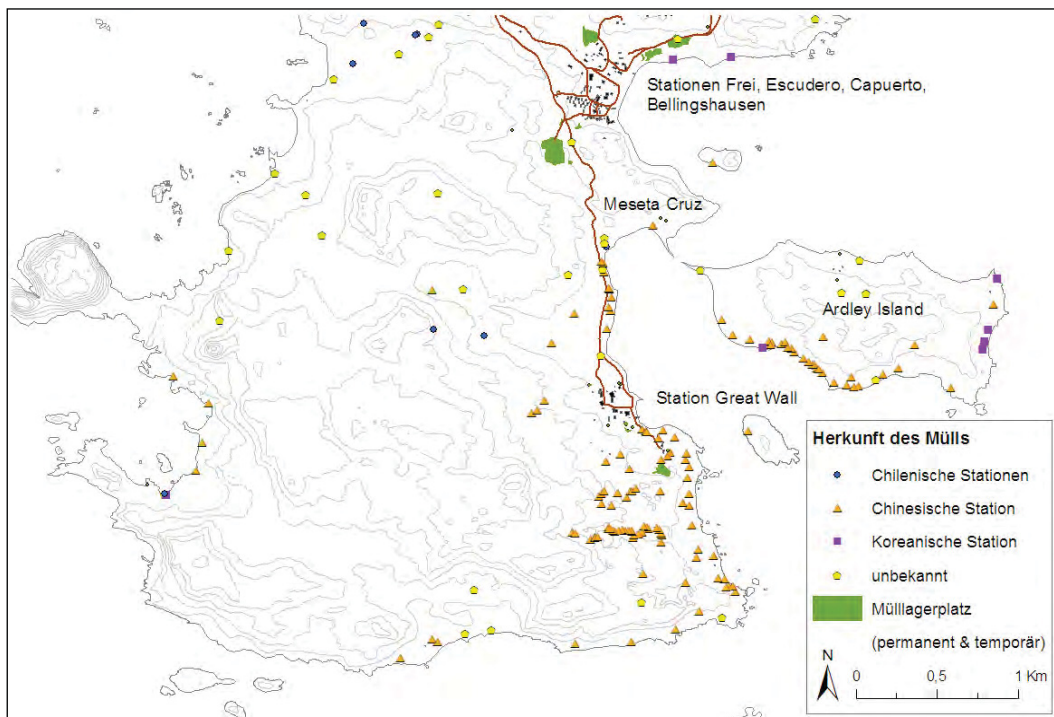 Stationen Frei, Escudero, Capuerto,
Bellingshausen
Meseta Cruz
Ardley Island
Station Great Wall
Herkunft des Mülls
Chilenische Stationen
Chinesische Station
Koreanische Station
unbekannt
Mülllagerplatz
(permanent & temporär)
N
0 0,5 1 Km